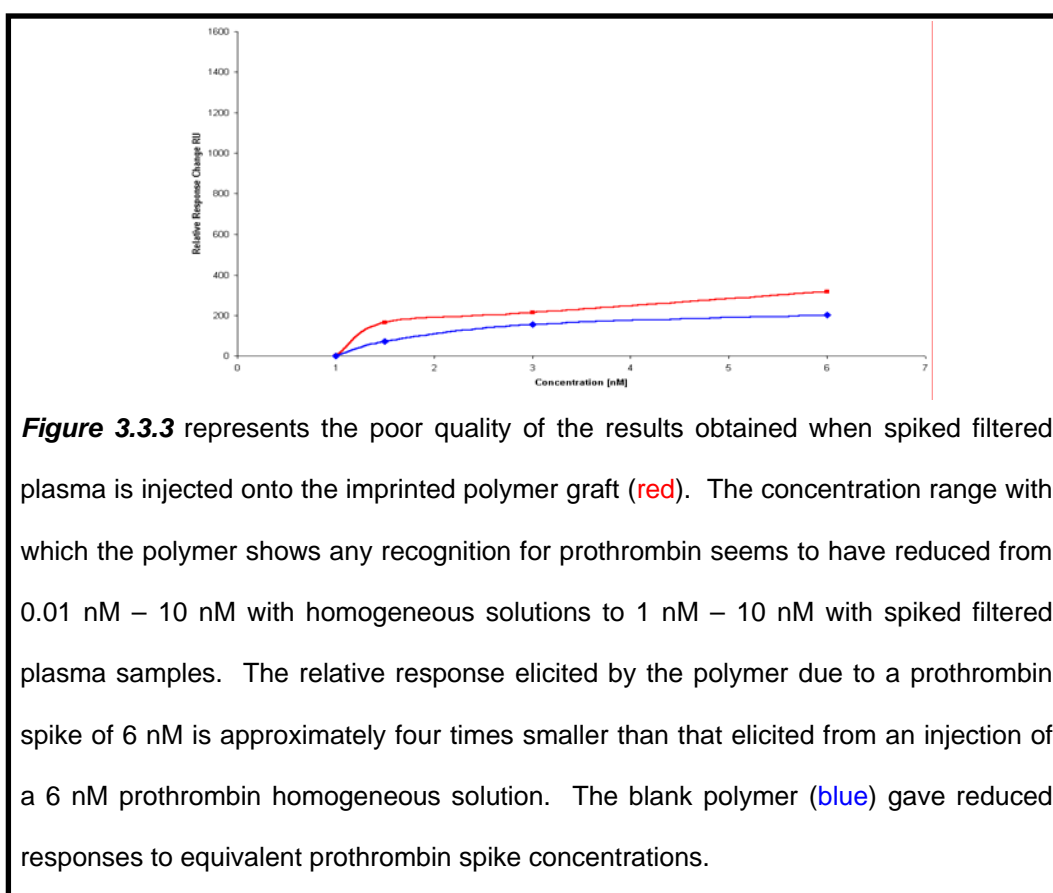 1600
1400
1200
1000
800
600
400
200
0
Relative Response Change RU
0 1 2 3 4 5 6 7
Concentration [nM]
Figure 3.3.3 represents the poor quality of the results obtained when spiked filtered
plasma is injected onto the imprinted polymer graft (red). The concentration range with
which the polymer shows any recognition for prothrombin seems to have reduced from
0.01 nM – 10 nM with homogeneous solutions to 1 nM – 10 nM with spiked filtered
plasma samples. The relative response elicited by the polymer due to a prothrombin
spike of 6 nM is approximately four times smaller than that elicited from an injection of
a 6 nM prothrombin homogeneous solution. The blank polymer (blue) gave reduced
responses to equivalent prothrombin spike concentrations.